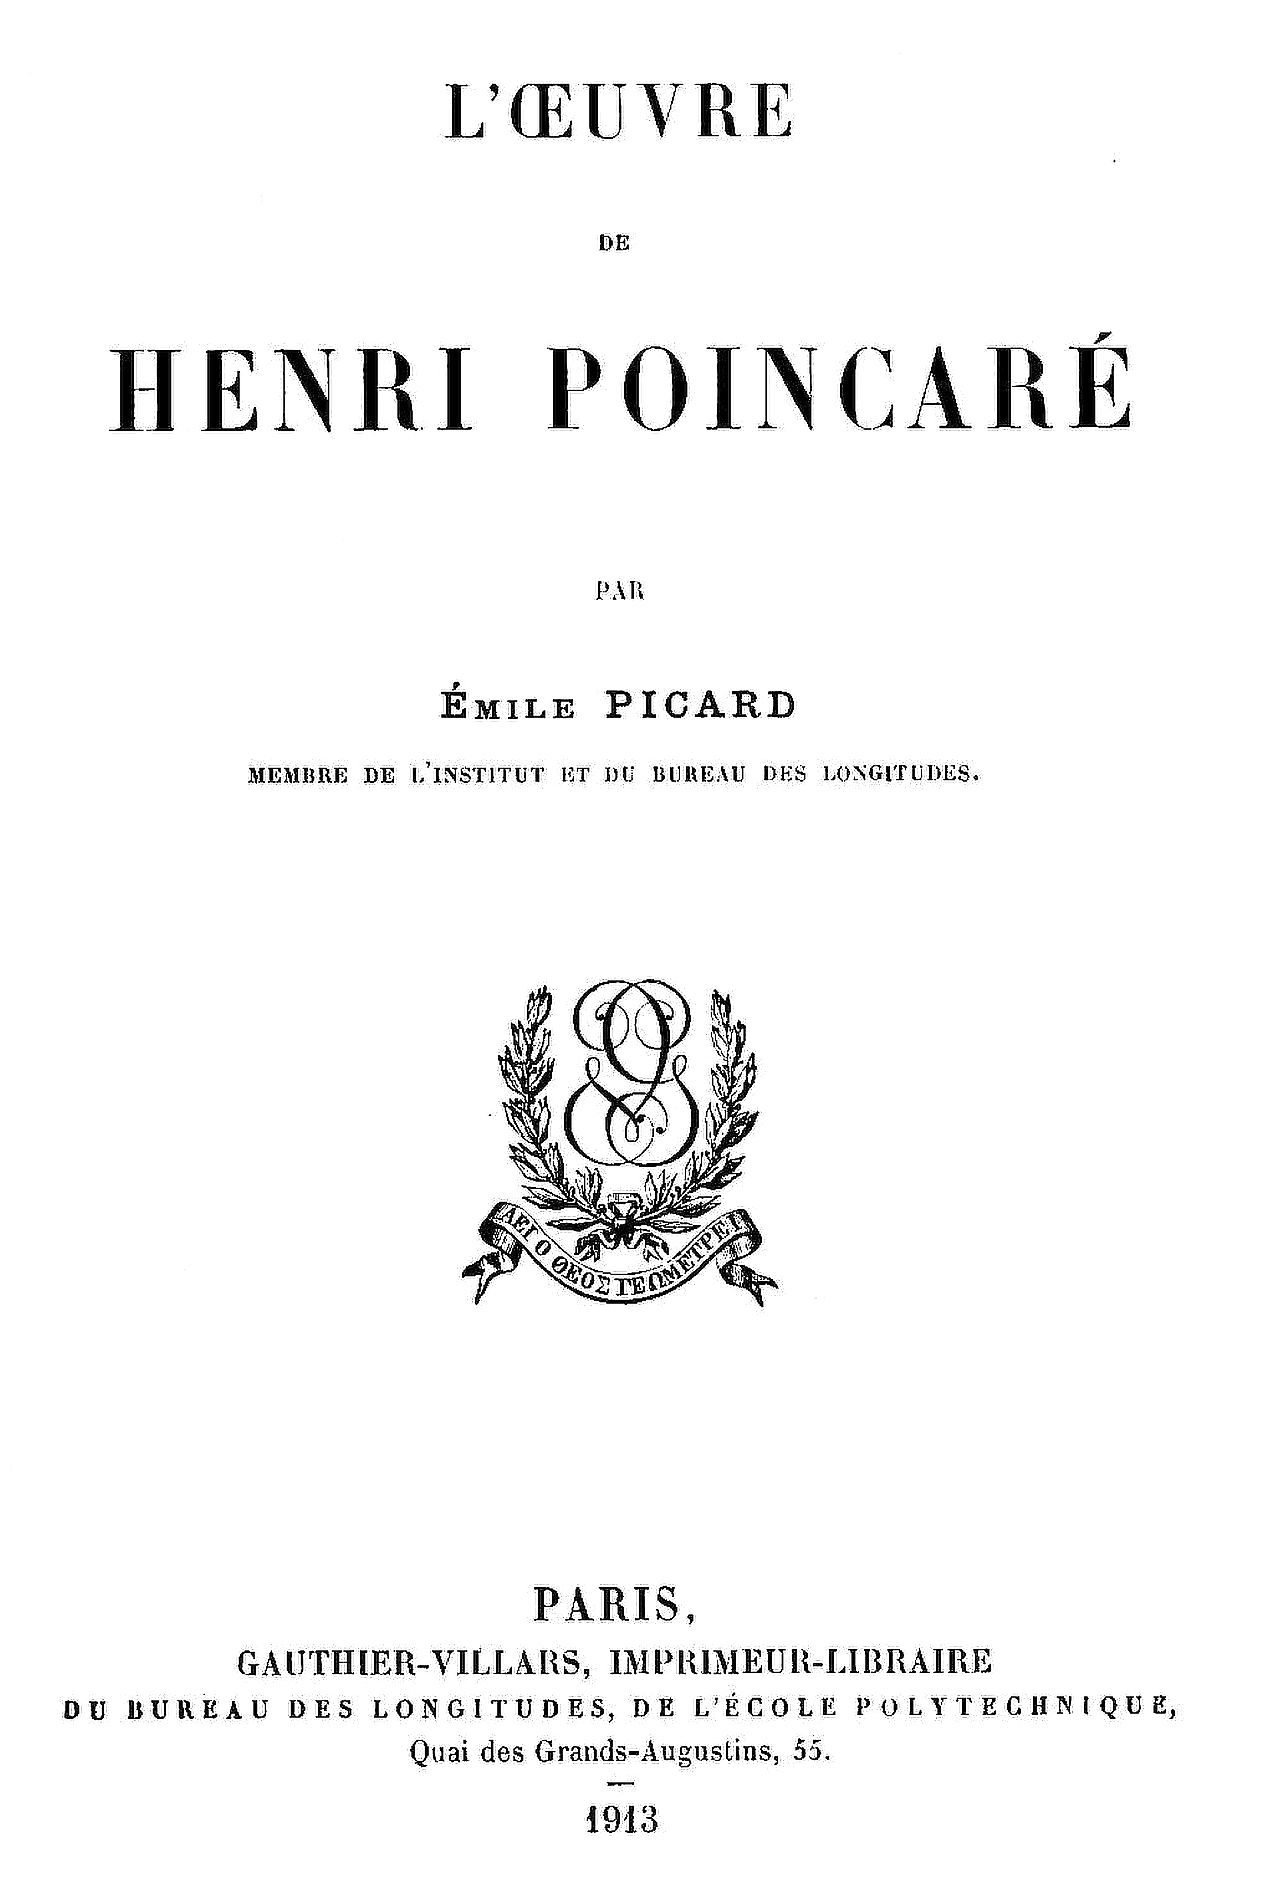 L'ŒUVRE
DE
HENRI POINCARÉ
PAR
ÉMILE PICARD
MEMBRE DE L'INSTITUT ET DU BUREAU DES LONGITUDES.
ΑΕΙ Ο ΘΕΟΣ ΓΕΩΜΕΤΡΕΙ
PARIS,
GAUTHIER-VILLARS, IMPRIMEUR-LIBRAIRE
DU BUREAU DES LONGITUDES, DE L'ÉCOLE POLYTECHNIQUE,
Quai des Grands-Augustins, 55.
1913